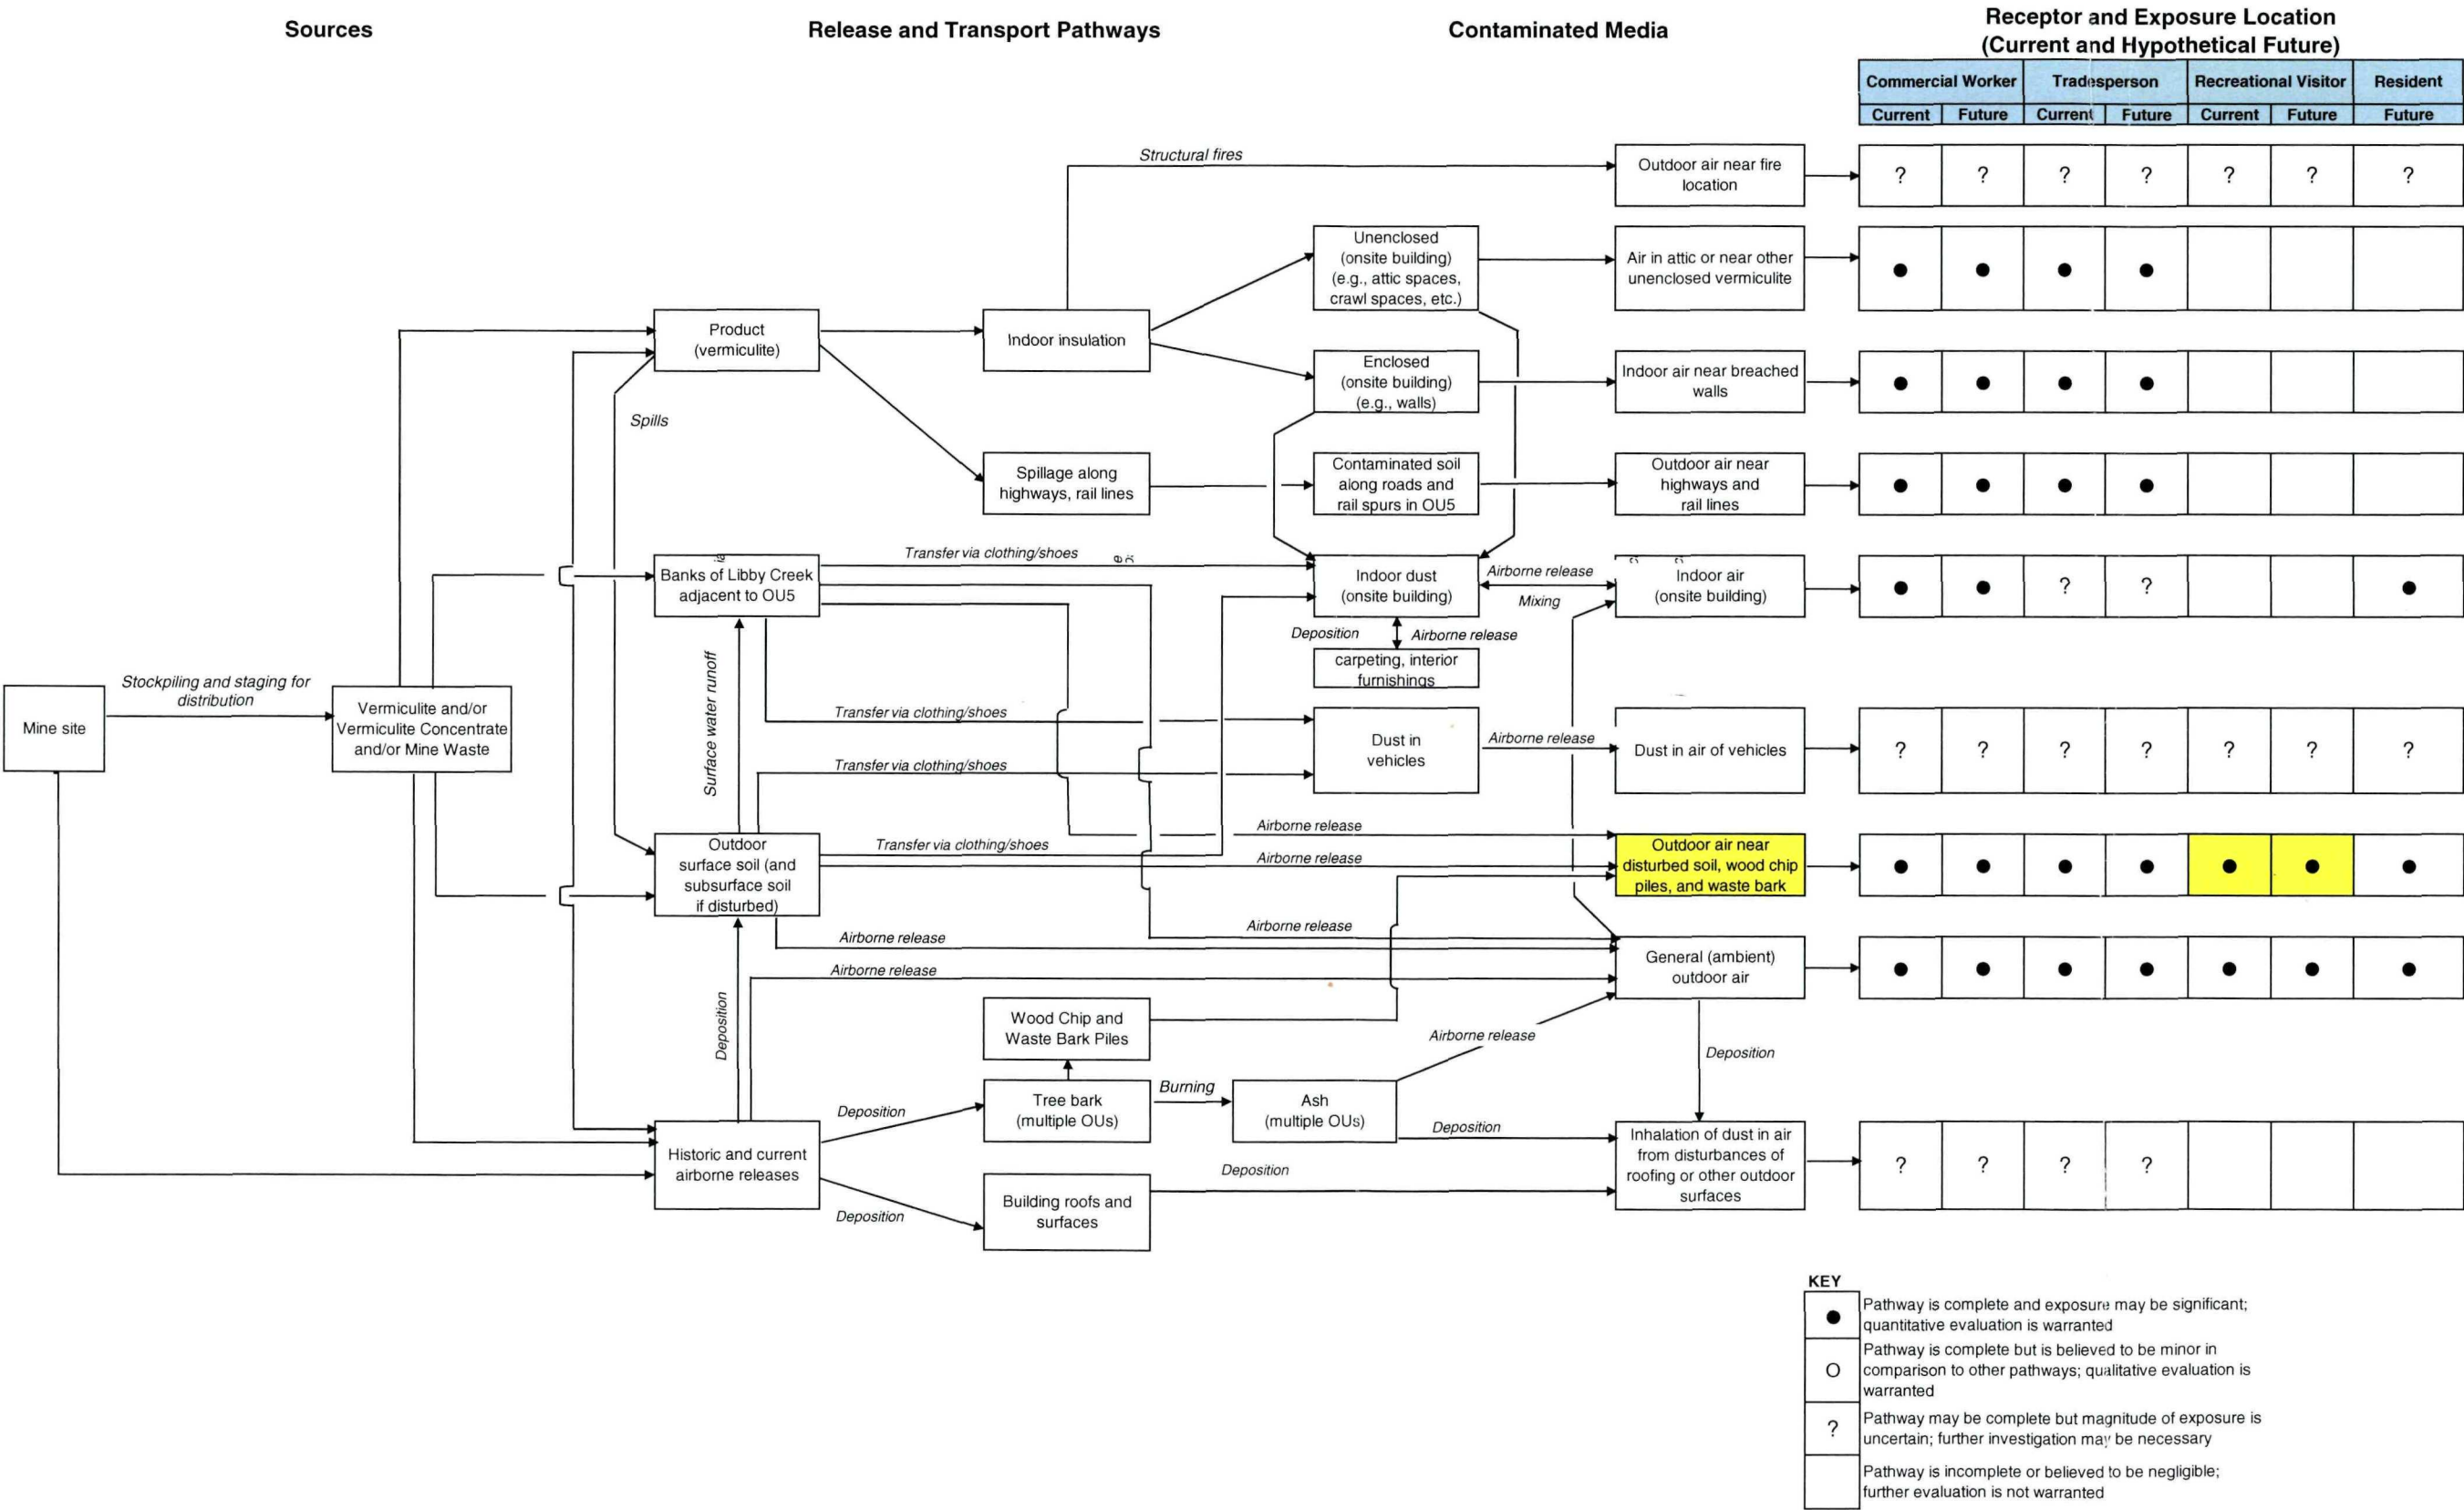 Sources
Release and Transport Pathways
Contaminated Media
Receptor and Exposure Location
(Current and Hypothetical Future)
Commercial Worker
Tradesperson
Recreational Visitor
Resident
Current
Future
Current
Future
Current
Future
Future
Structural fires
Outdoor air near fire
location
? ? ? ? ? ? ?
Unenclosed
(onsite building)
(e.g., attic spaces,
crawl spaces, etc.)
Air in attic or near other
unenclosed vermiculite
● ● ● ●
Product
(vermiculite)
Indoor insulation
Enclosed
(onsite building)
(e.g., walls)
Indoor air near breached
walls
● ● ● ●
Spills
Spillage along
highways, rail lines
Contaminated soil
along roads and
rail spurs in OU5
Outdoor air near
highways and
rail lines
● ● ● ●
Banks of Libby Creek
adjacent to OU5
Transfer via clothing/shoes
Indoor dust
(onsite building)
Airborne release
Mixing
Indoor air
(onsite building)
● ● ? ? ●
Deposition
Airborne release
carpeting, interior
furnishings
Mine site
Stockpiling and staging for
distribution
Vermiculite and/or
Vermiculite Concentrate
and/or Mine Waste
Surface water runoff
Transfer via clothing/shoes
Transfer via clothing/shoes
Dust in
vehicles
Airborne release
Dust in air of vehicles
? ? ? ? ? ? ?
Outdoor
surface soil (and
subsurface soil
if disturbed)
Transfer via clothing/shoes
Airborne release
Airborne release
Outdoor air near
disturbed soil, wood chip
piles, and waste bark
● ● ● ● ● ● ●
Airborne release
Airborne release
Airborne release
General (ambient)
outdoor air
● ● ● ● ● ● ●
Deposition
Wood Chip and
Waste Bark Piles
Airborne release
Deposition
Tree bark
(multiple OUs)
Burning
Ash
(multiple OUs)
Deposition
Deposition
Historic and current
airborne releases
Deposition
Building roofs and
surfaces
Deposition
Inhalation of dust in air
from disturbances of
roofing or other outdoor
surfaces
? ? ? ?
KEY
● Pathway is complete and exposure may be significant;
quantitative evaluation is warranted
O Pathway is complete but is believed to be minor in
comparison to other pathways; qualitative evaluation is
warranted
? Pathway may be complete but magnitude of exposure is
uncertain; further investigation may be necessary
Pathway is incomplete or believed to be negligible;
further evaluation is not warranted